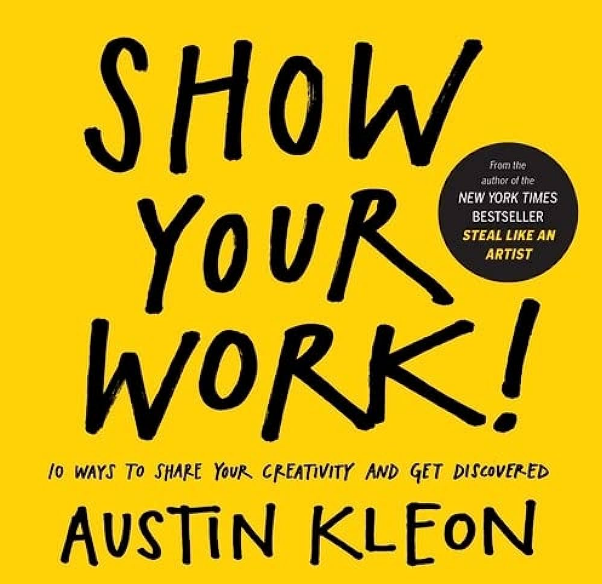 SHOW
YOUR
WORK!
From the
author of the
NEW YORK TIMES
BESTSELLER
STEAL LIKE AN
ARTIST
10 WAYS TO SHARE YOUR CREATIVITY AND GET DISCOVERED
AUSTIN KLEON